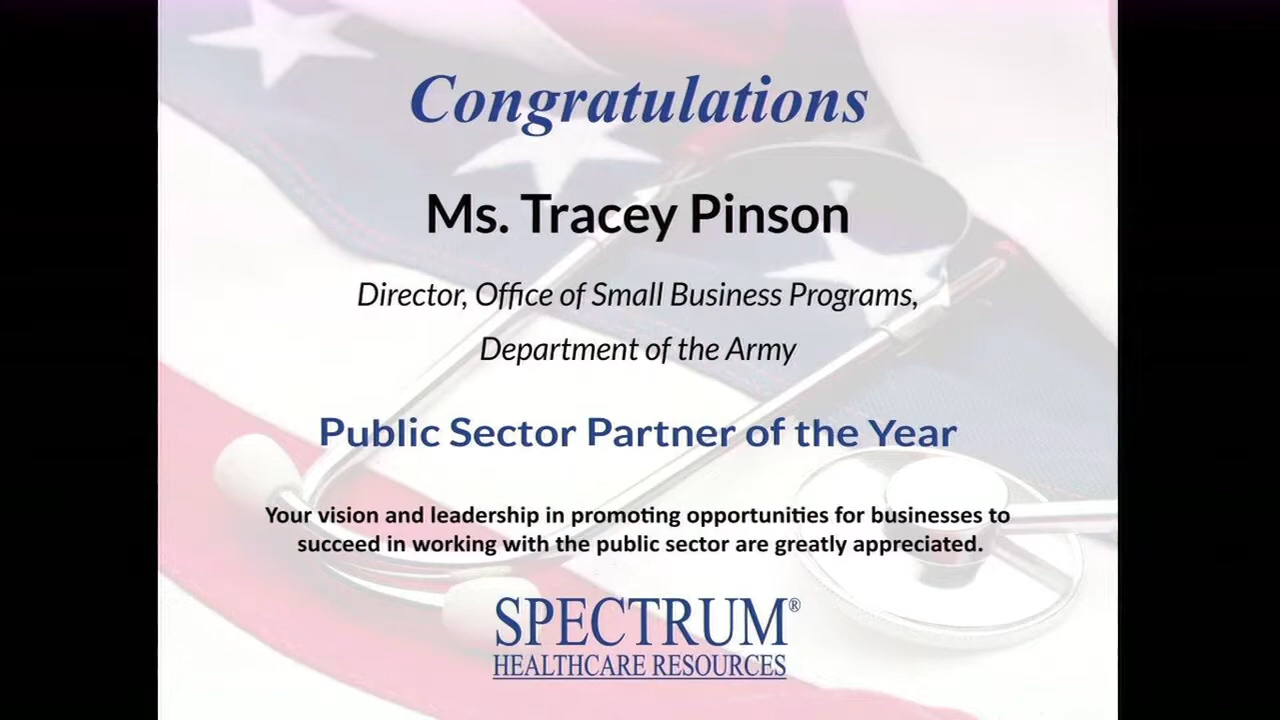 Congratulations
Ms. Tracey Pinson
Director, Office of Small Business Programs,
Department of the Army
Public Sector Partner of the Year
Your vision and leadership in promoting opportunities for businesses to
succeed in working with the public sector are greatly appreciated.
SPECTRUM®
HEALTHCARE RESOURCES